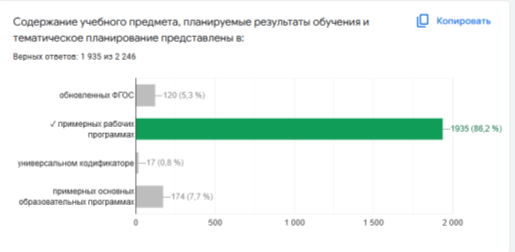 Содержание учебного предмета, планируемые результаты обучения и
Копировать
тематическое планирование представлены в:
Верных ответов: 1 935 из 2 246
обновленных ФГОС
120 (5,3 %)
✓ примерных рабочих
программах
1935 (86,2 %)
универсальном кодификаторе
17 (0,8 %)
примерных основных
образовательных программах
174 (7,7 %)
0 500 1 000 1 500 2 000